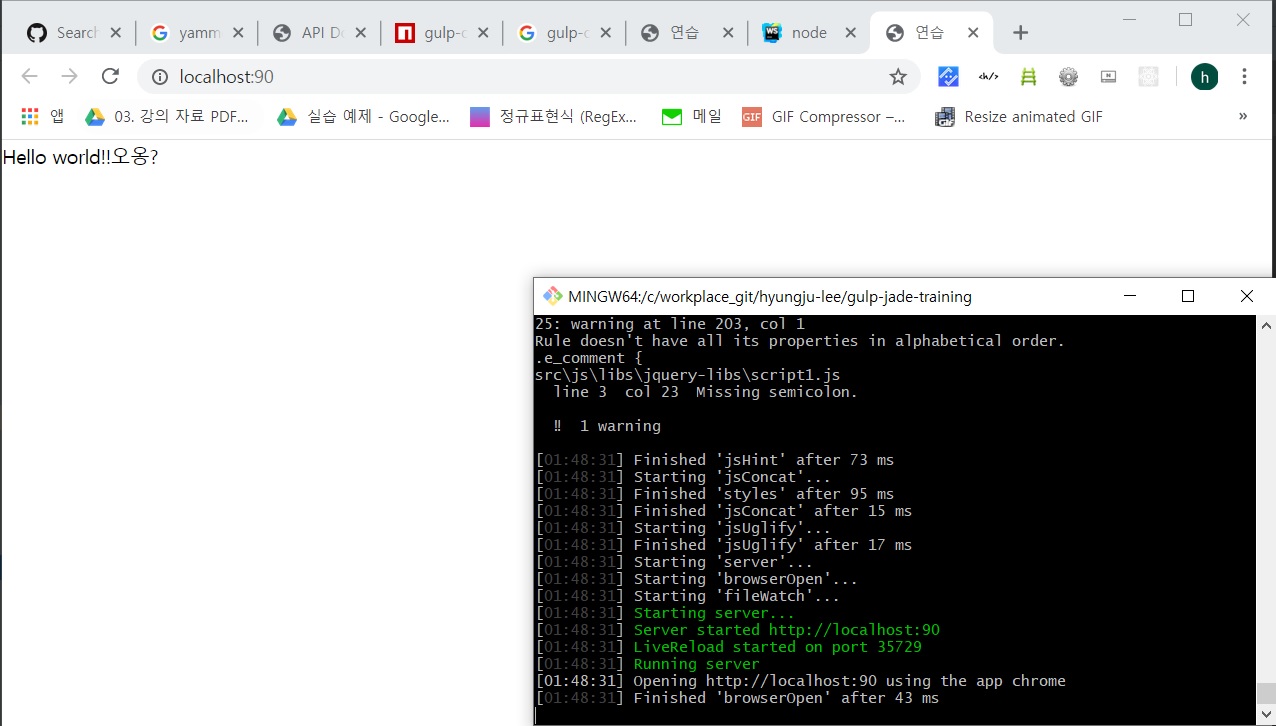 Search
yamm
API D
gulp-c
gulp-c
연습
node
연습
localhost:90
h
앱
03. 강의 자료 PDF,...
실습 예제 - Google...
정규표현식 (RegEx...
메일
GIF
GIF Compressor –...
Resize animated GIF
»
Hello world!!오옹?
MINGW64:/c/workplace_git/hyungju-lee/gulp-jade-training
25: warning at line 203, col 1
Rule doesn't have all its properties in alphabetical order.
.e_comment {
src\js\libs\jquery-libs\script1.js
line 3  col 23  Missing semicolon.
‼  1 warning
[01:48:31] Finished 'jsHint' after 73 ms
[01:48:31] Starting 'jsConcat'...
[01:48:31] Finished 'styles' after 95 ms
[01:48:31] Finished 'jsConcat' after 15 ms
[01:48:31] Starting 'jsUglify'...
[01:48:31] Finished 'jsUglify' after 17 ms
[01:48:31] Starting 'server'...
[01:48:31] Starting 'browserOpen'...
[01:48:31] Starting 'fileWatch'...
[01:48:31] Starting server...
[01:48:31] Server started http://localhost:90
[01:48:31] LiveReload started on port 35729
[01:48:31] Running server
[01:48:31] Opening http://localhost:90 using the app chrome
[01:48:31] Finished 'browserOpen' after 43 ms